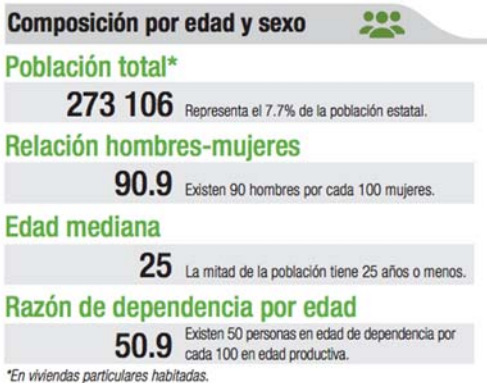 Composición por edad y sexo
Población total*
273 106 Representa el 7.7% de la población estatal.
Relación hombres-mujeres
90.9 Existen 90 hombres por cada 100 mujeres.
Edad mediana
25 La mitad de la población tiene 25 años o menos.
Razón de dependencia por edad
50.9 Existen 50 personas en edad de dependencia por
cada 100 en edad productiva.
*En viviendas particulares habitadas.